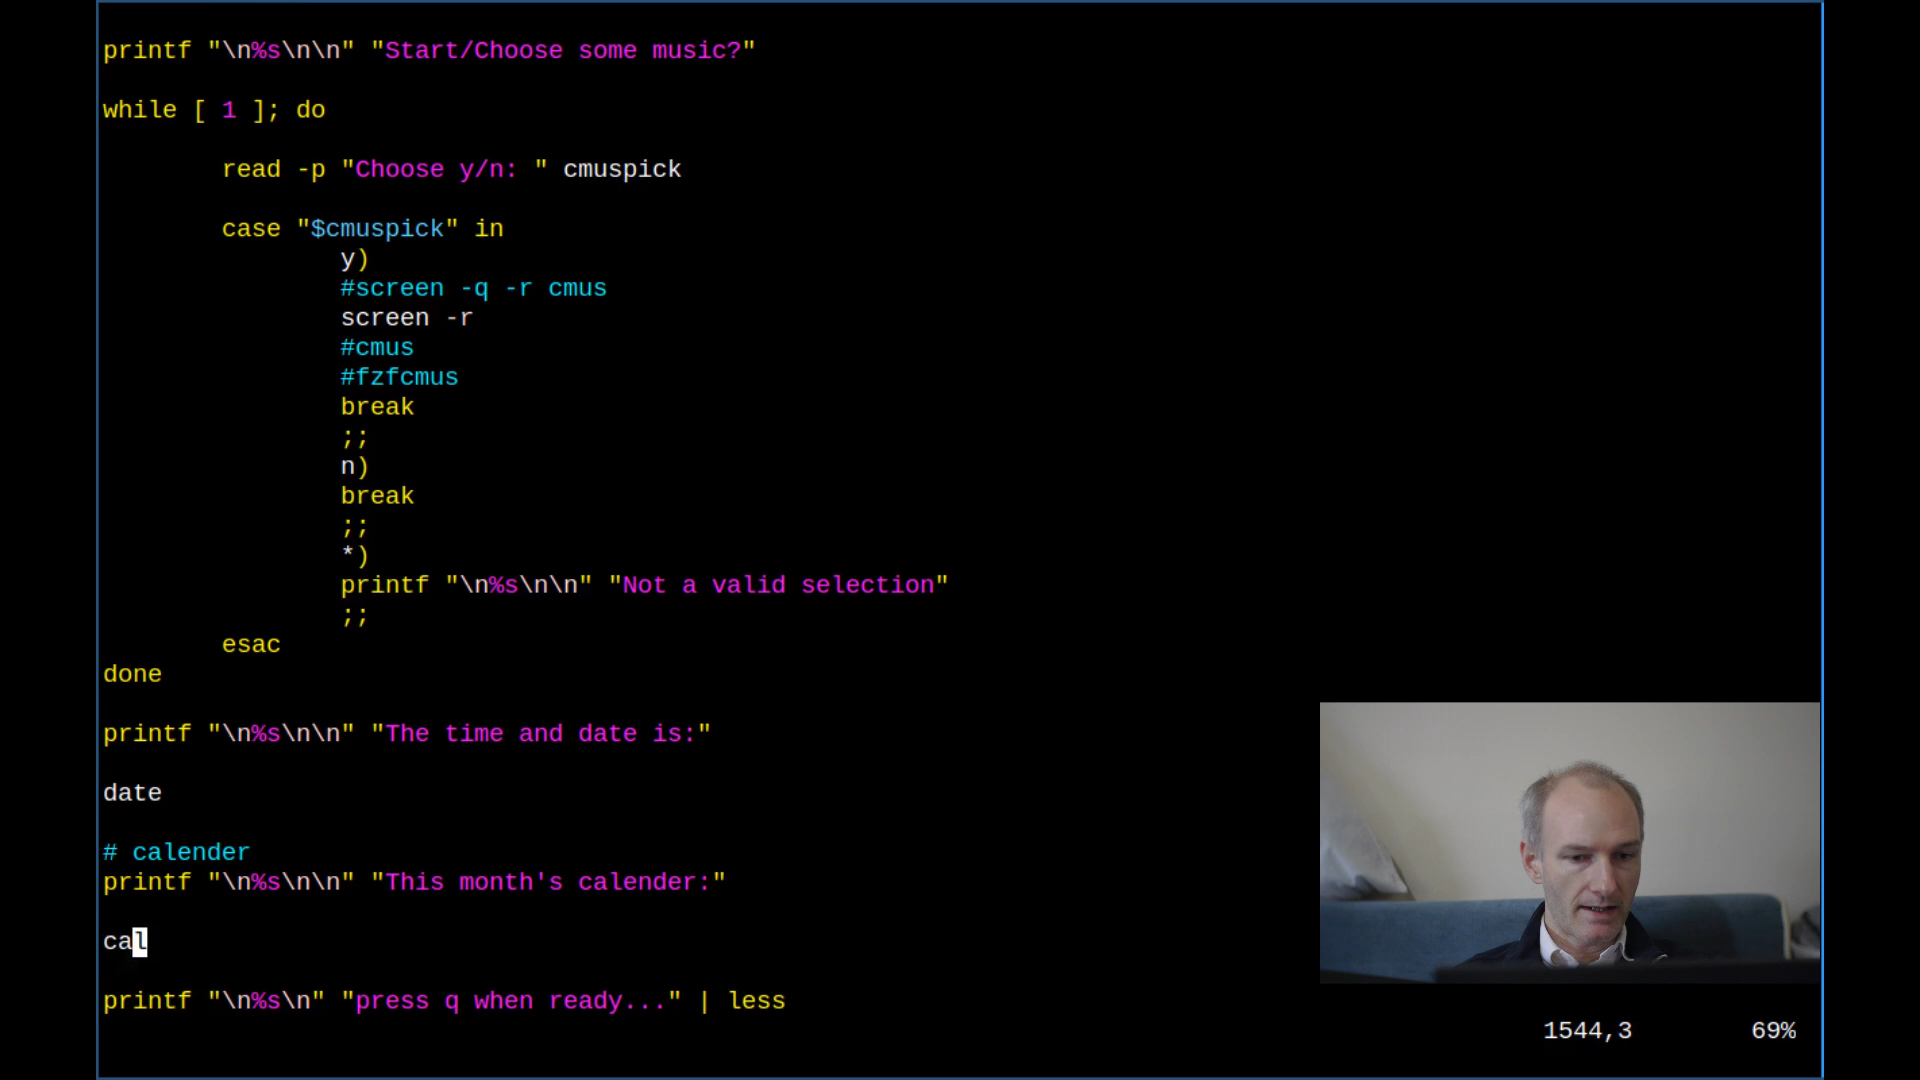 printf "\n%s\n\n" "Start/Choose some music?"
while [ 1 ]; do
read -p "Choose y/n: " cmuspick
case "$cmuspick" in
y)
#screen -q -r cmus
screen -r
#cmus
#fzfcmus
break
;;
n)
break
;;
*)
printf "\n%s\n\n" "Not a valid selection"
;;
esac
done
printf "\n%s\n\n" "The time and date is:"
date
# calender
printf "\n%s\n\n" "This month's calender:"
cal
printf "\n%s\n" "press q when ready..." | less
1544,3 69%